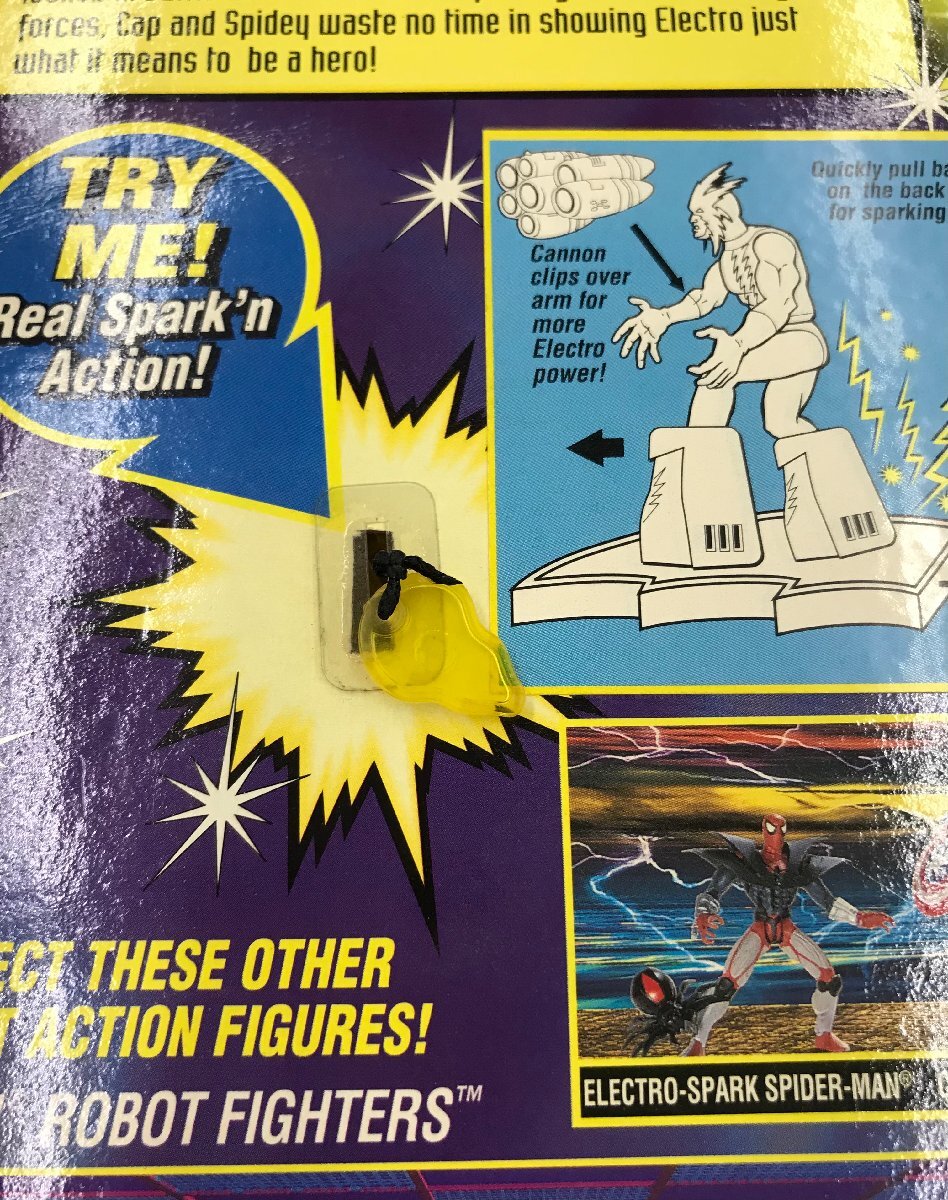 forces, Cap and Spidey waste no time in showing Electro just
what it means to be a hero!
TRY
ME!
Real Spark'n
Action!
Cannon
clips over
arm for
more
Electro
power!
Quickly pull
on the back
for sparking
THESE OTHER
ACTION FIGURES!
ROBOT FIGHTERS™
ELECTRO-SPARK SPIDER-MAN®